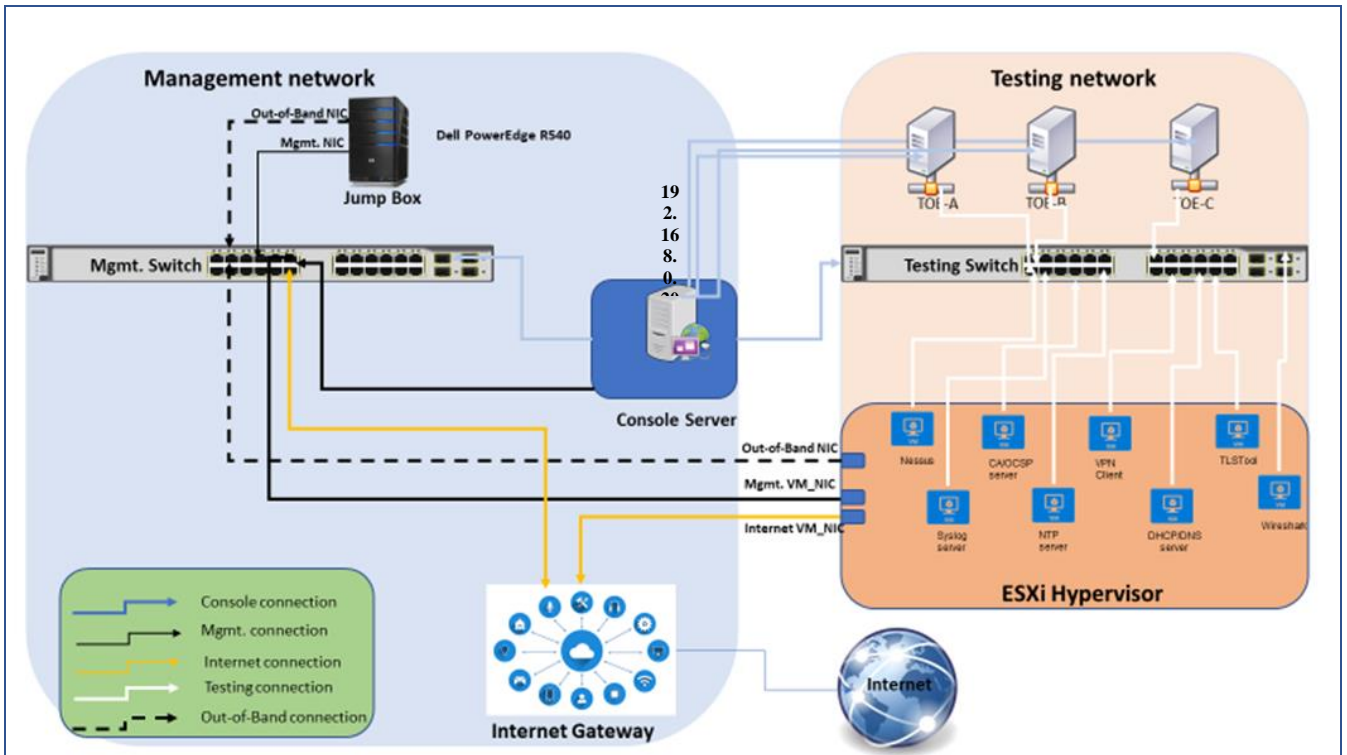 Management network
Testing network
Out-of-Band NIC
Mgmt. NIC
Dell PowerEdge R540
Jump Box
19
2.
16
8.
0.
TOE-A
TOE-B
TOE-C
Mgmt. Switch
Testing Switch
Console Server
Out-of-Band NIC
Mgmt. VM_NIC
Internet VM_NIC
Nessus
CA/OCSP
server
VPN
Client
TLSTool
Syslog
server
NTP
server
DHCP/DNS
server
Wireshark
ESXi Hypervisor
Console connection
Mgmt. connection
Internet connection
Testing connection
Out-of-Band connection
Internet Gateway
Internet